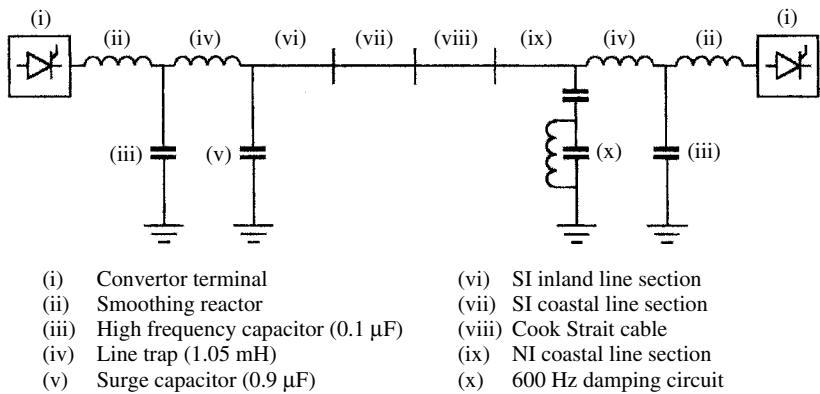 (i) (ii) (iv) (vi) (vii) (viii) (ix) (iv) (ii) (i)
(iii) (v) (x) (iii)
(i) Convertor terminal
(ii) Smoothing reactor
(iii) High frequency capacitor (0.1 μF)
(iv) Line trap (1.05 mH)
(v) Surge capacitor (0.9 μF)
(vi) SI inland line section
(vii) SI coastal line section
(viii) Cook Strait cable
(ix) NI coastal line section
(x) 600 Hz damping circuit